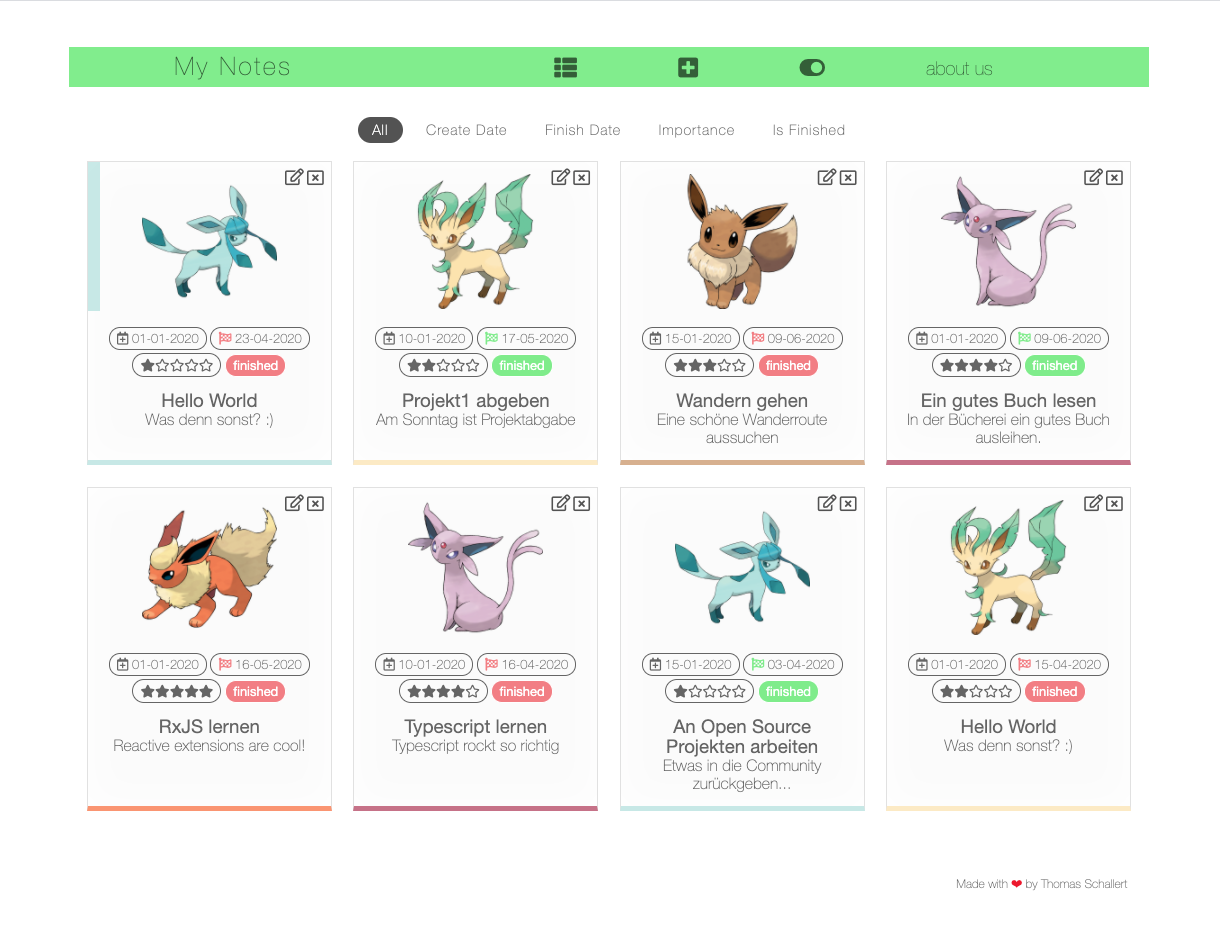 My Notes about us
All Create Date Finish Date Importance Is Finished
01-01-2020 23-04-2020
finished
Hello World
Was denn sonst? :)
10-01-2020 17-05-2020
finished
Projekt1 abgeben
Am Sonntag ist Projektabgabe
15-01-2020 09-06-2020
finished
Wandern gehen
Eine schöne Wanderroute
aussuchen
01-01-2020 09-06-2020
finished
Ein gutes Buch lesen
In der Bücherei ein gutes Buch
ausleihen.
01-01-2020 16-05-2020
finished
RxJS lernen
Reactive extensions are cool!
10-01-2020 16-04-2020
finished
Typescript lernen
Typescript rockt so richtig
15-01-2020 03-04-2020
finished
An Open Source
Projekten arbeiten
Etwas in die Community
zurückgeben...
01-01-2020 15-04-2020
finished
Hello World
Was denn sonst? :)
Made with ❤ by Thomas Schallert